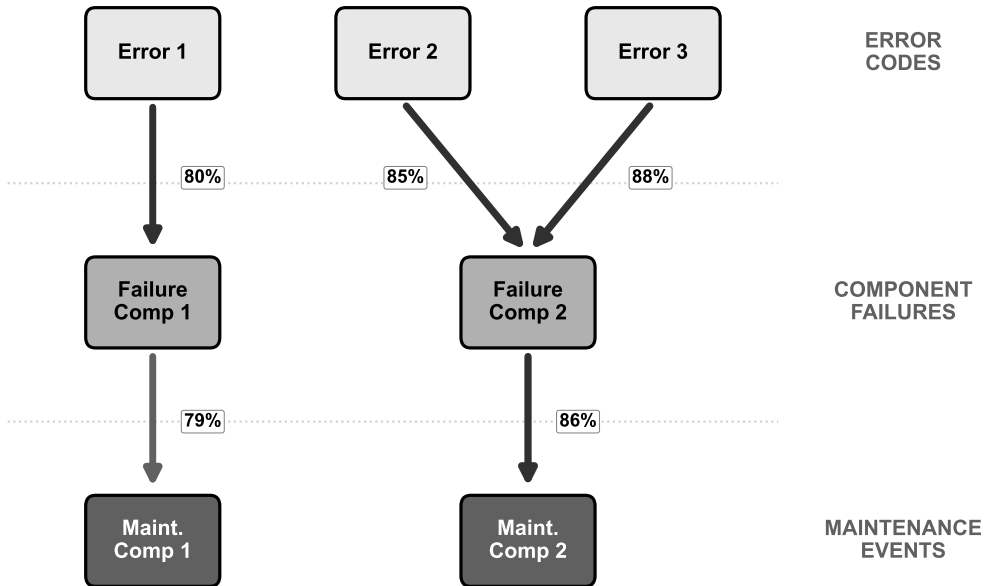 Error 1
Error 2
Error 3
ERROR
CODES
80%
85%
88%
Failure
Comp 1
Failure
Comp 2
COMPONENT
FAILURES
79%
86%
Maint.
Comp 1
Maint.
Comp 2
MAINTENANCE
EVENTS